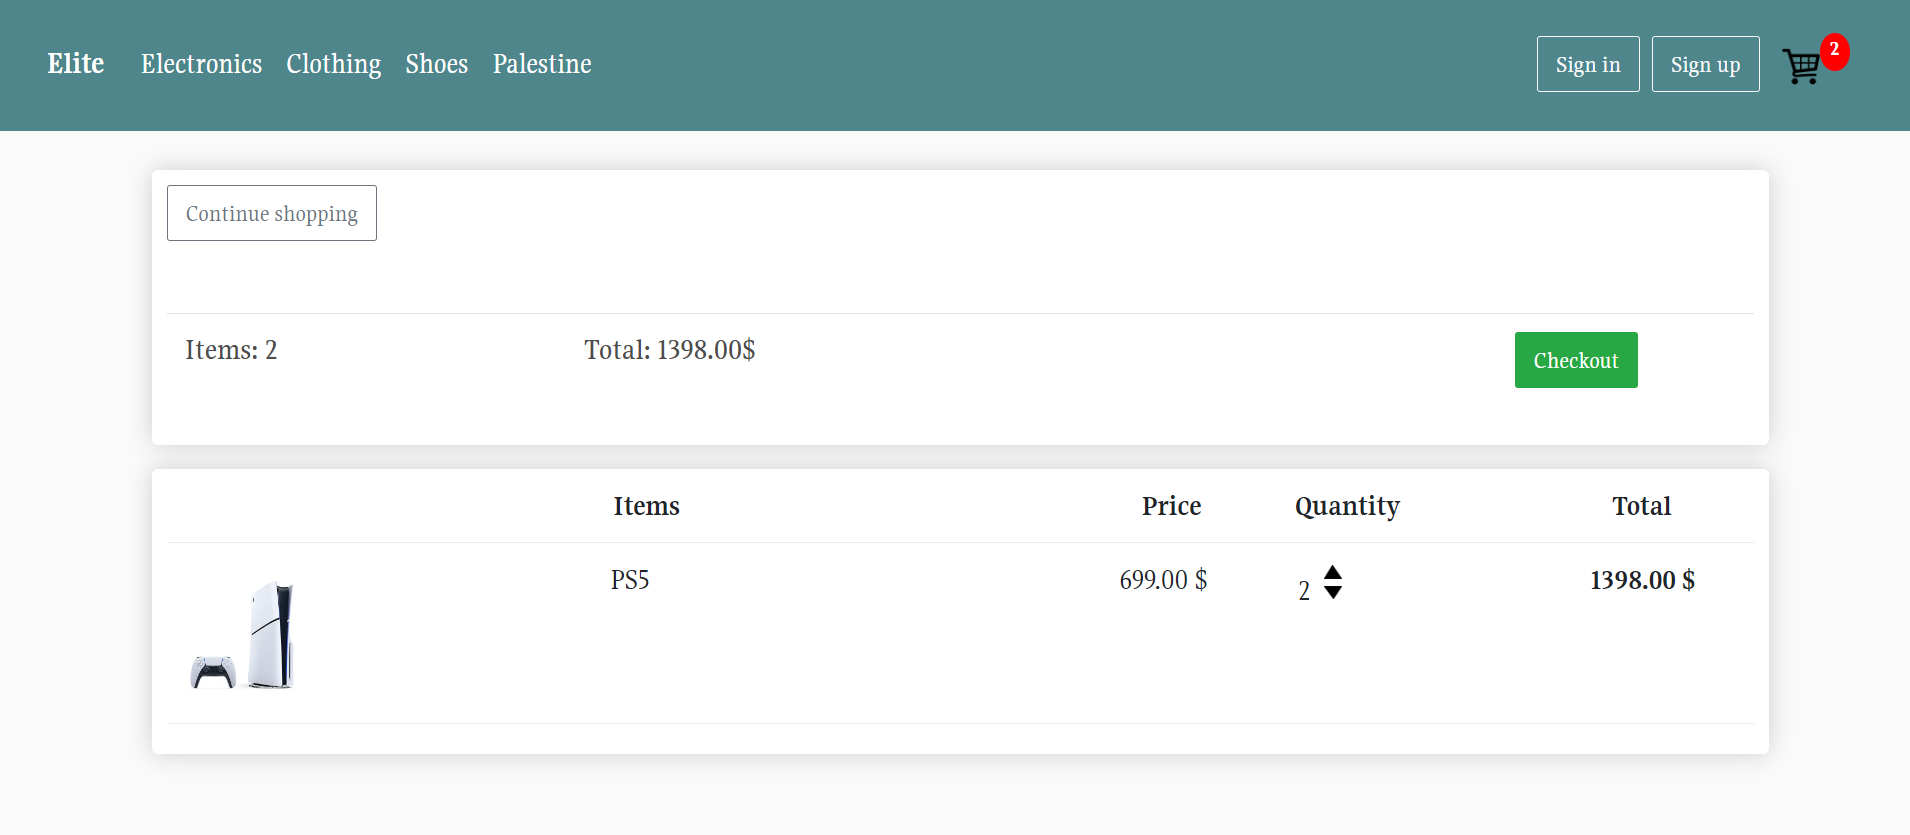 Elite Electronics Clothing Shoes Palestine Sign in Sign up 2
Continue shopping
Items: 2 Total: 1398.00$ Checkout
Items Price Quantity Total
PS5 699.00 $ 2 1398.00 $